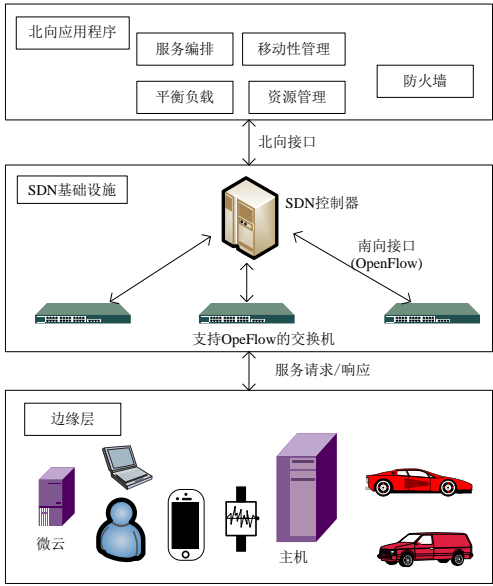 北向应用程序
服务编排
移动性管理
防火墙
平衡负载
资源管理
北向接口
SDN基础设施
SDN控制器
南向接口
(OpenFlow)
支持OpeFlow的交换机
服务请求/响应
边缘层
微云
主机